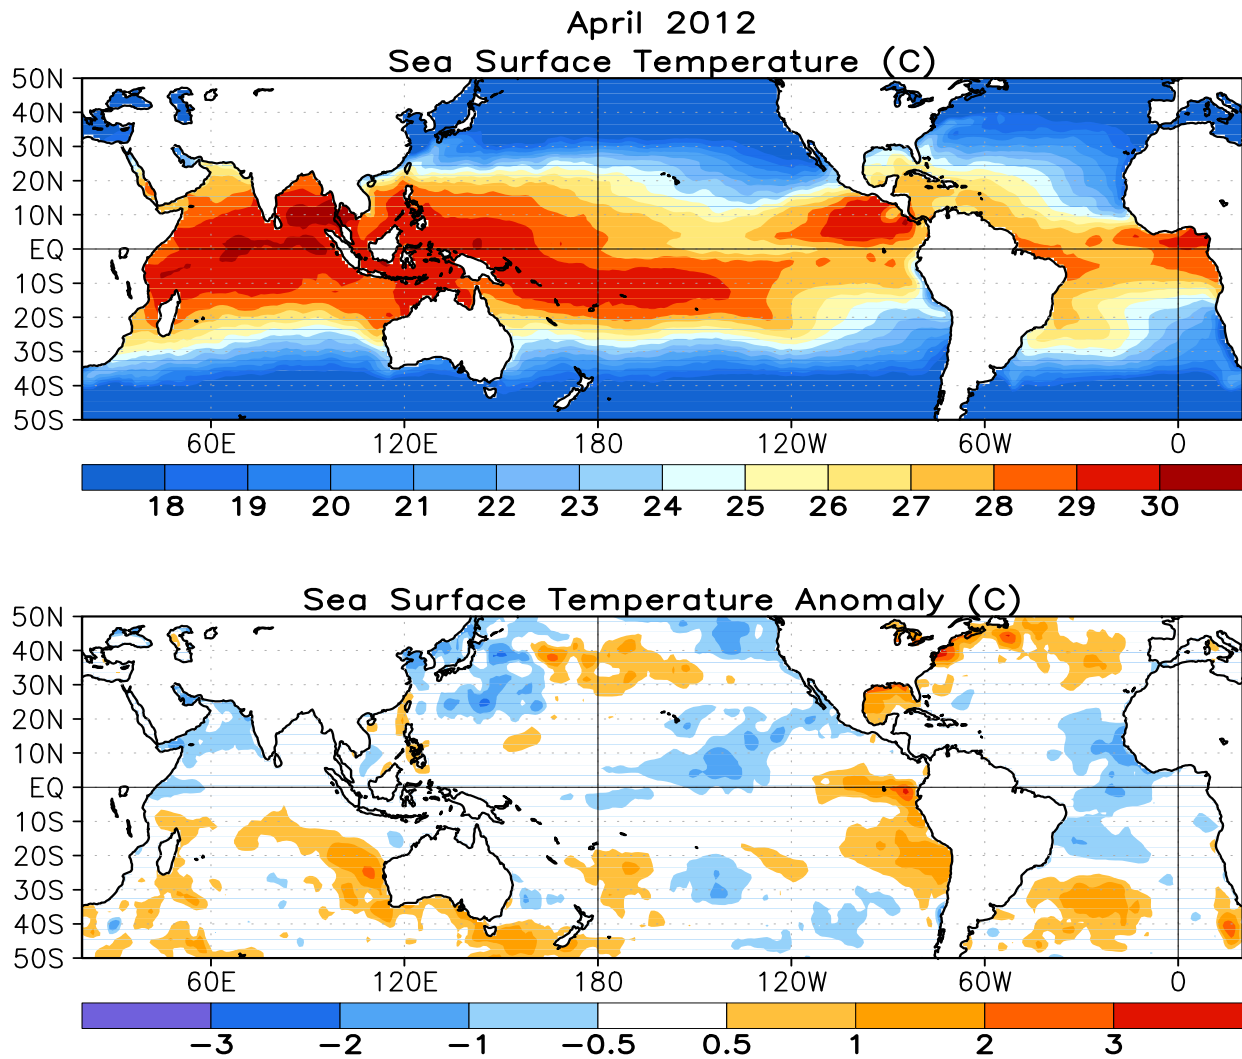 April 2012
Sea Surface Temperature (C)
50N
40N
30N
20N
10N
EQ
10S
20S
30S
40S
50S
60E 120E 180 120W 60W 0
18 19 20 21 22 23 24 25 26 27 28 29 30
Sea Surface Temperature Anomaly (C)
50N
40N
30N
20N
10N
EQ
10S
20S
30S
40S
50S
60E 120E 180 120W 60W 0
−3 −2 −1 −0.5 0.5 1 2 3